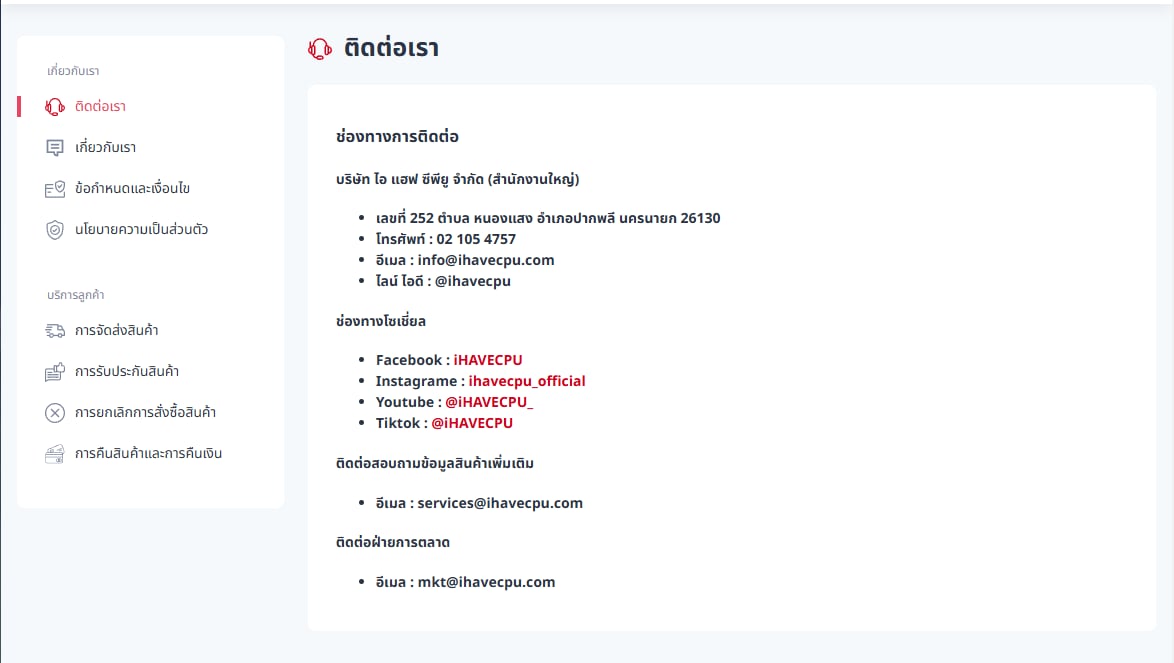 เกี่ยวกับเรา
ติดต่อเรา
เกี่ยวกับเรา
ข้อกำหนดและเงื่อนไข
นโยบายความเป็นส่วนตัว
บริการลูกค้า
การจัดส่งสินค้า
การรับประกันสินค้า
การยกเลิกการสั่งซื้อสินค้า
การคืนสินค้าและการคืนเงิน
ติดต่อเรา
ช่องทางการติดต่อ
บริษัท ไอ แฮฟ ซีพียู จำกัด (สำนักงานใหญ่)
เลขที่ 252 ตำบล หนองแสง อำเภอปากพลี นครนายก 26130
โทรศัพท์ : 02 105 4757
อีเมล : info@ihavecpu.com
ไลน์ ไอดี : @ihavecpu
ช่องทางโซเชี่ยล
Facebook : iHAVECPU
Instagrame : ihavecpu_official
Youtube : @iHAVECPU_
Tiktok : @iHAVECPU
ติดต่อสอบถามข้อมูลสินค้าเพิ่มเติม
อีเมล : services@ihavecpu.com
ติดต่อฝ่ายการตลาด
อีเมล : mkt@ihavecpu.com